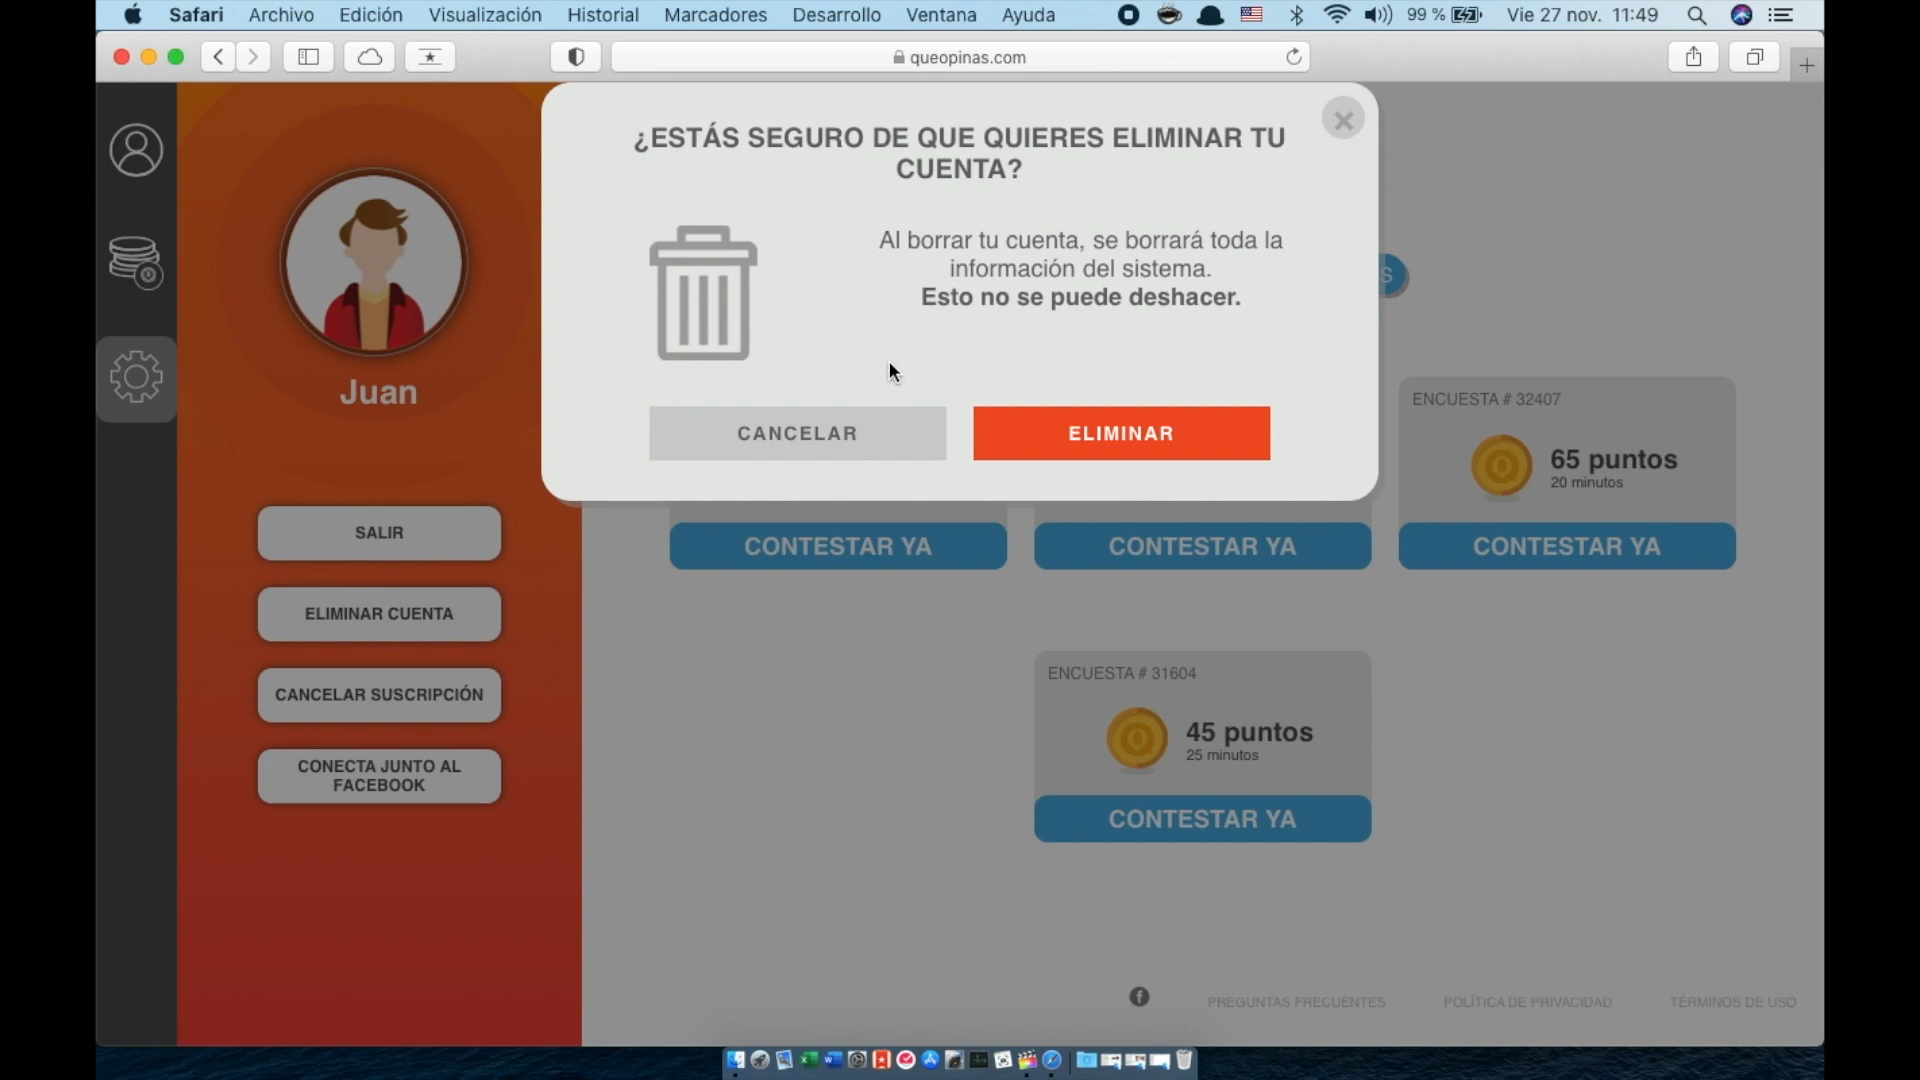 Safari Archivo Edición Visualización Historial Marcadores Desarrollo Ventana Ayuda 99 % Vie 27 nov. 11:49
queopinas.com
¿ESTÁS SEGURO DE QUE QUIERES ELIMINAR TU
CUENTA?
Al borrar tu cuenta, se borrará toda la
información del sistema.
Esto no se puede deshacer.
CANCELAR
ELIMINAR
S
Juan
SALIR
ELIMINAR CUENTA
CANCELAR SUSCRIPCIÓN
CONECTA JUNTO AL
FACEBOOK
CONTESTAR YA
CONTESTAR YA
ENCUESTA # 32407
65 puntos
20 minutos
CONTESTAR YA
ENCUESTA # 31604
45 puntos
25 minutos
CONTESTAR YA
PREGUNTAS FRECUENTES POLÍTICA DE PRIVACIDAD TÉRMINOS DE USO